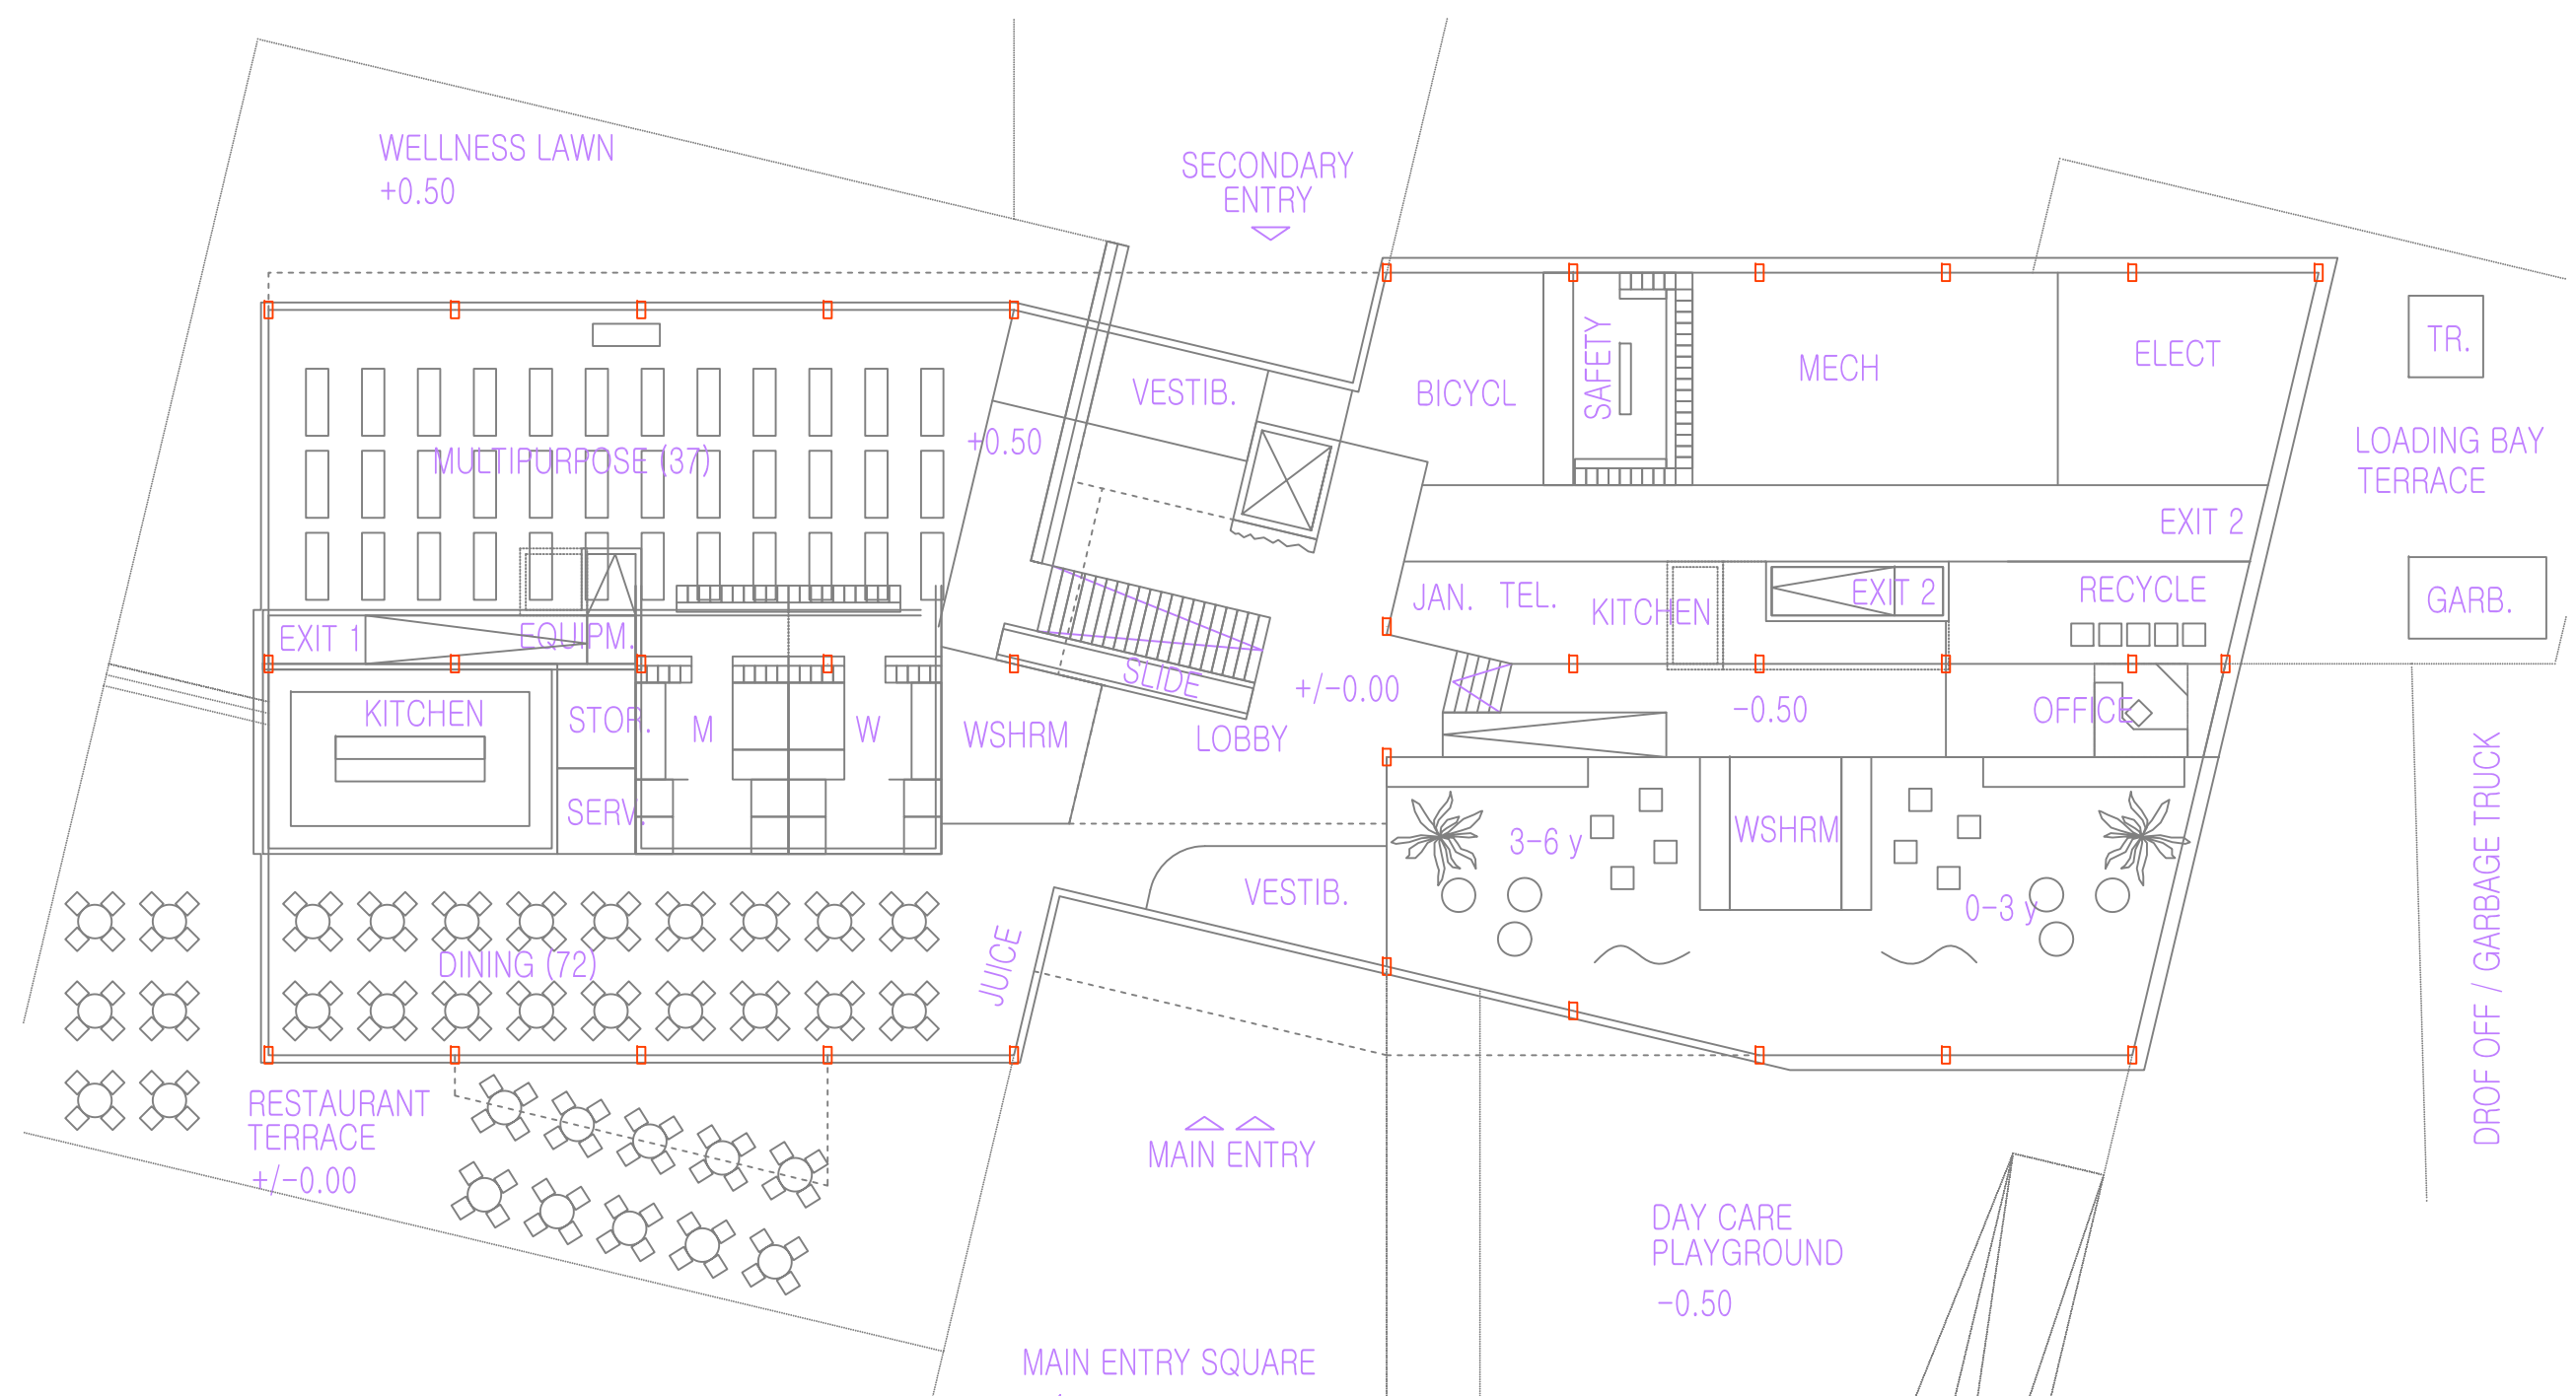 WELLNESS LAWN
+0.50
SECONDARY
ENTRY
VESTIB.
+0.50
BICYCL
SAFETY
MECH
ELECT
TR.
LOADING BAY
TERRACE
MULTIPURPOSE (37)
EXIT 2
EXIT 1
EQUIPM.
JAN.
TEL.
KITCHEN
EXIT 2
RECYCLE
GARB.
KITCHEN
STOR.
M
W
WSHRM
SLIDE
LOBBY
+/-0.00
-0.50
OFFICE
SERV.
3-6 y
WSHRM
0-3 y
VESTIB.
DINING (72)
JUICE
DROF OFF / GARBAGE TRUCK
RESTAURANT
TERRACE
+/-0.00
MAIN ENTRY
DAY CARE
PLAYGROUND
-0.50
MAIN ENTRY SQUARE